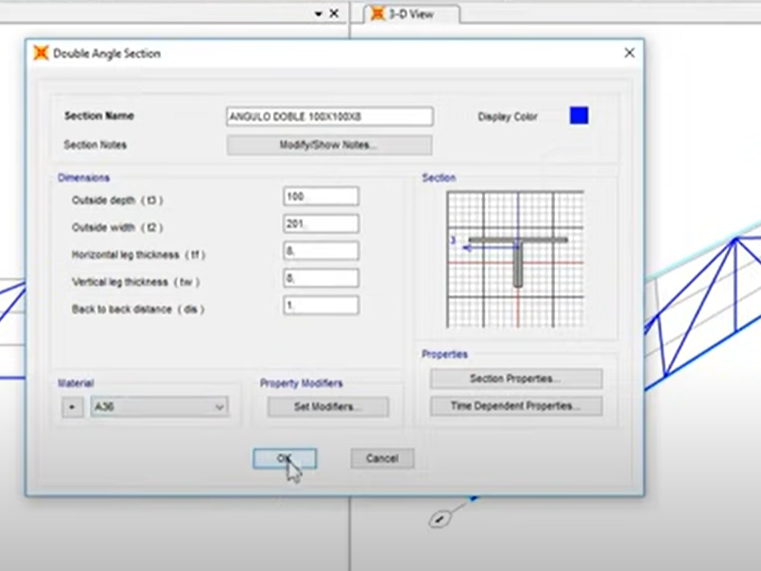 3-D View
Double Angle Section
Section Name
ANGULO DOBLE 100X100X8
Display Color
Section Notes
Modify/Show Notes...
Dimensions
Section
Outside depth ( t3 )
100.
Outside width ( t2 )
201.
Horizontal leg thickness ( tf )
8.
Vertical leg thickness ( tw )
8.
Back to back distance ( dis )
1.
3
Properties
Material
Property Modifiers
Section Properties...
+
A36
Set Modifiers...
Time Dependent Properties...
OK
Cancel